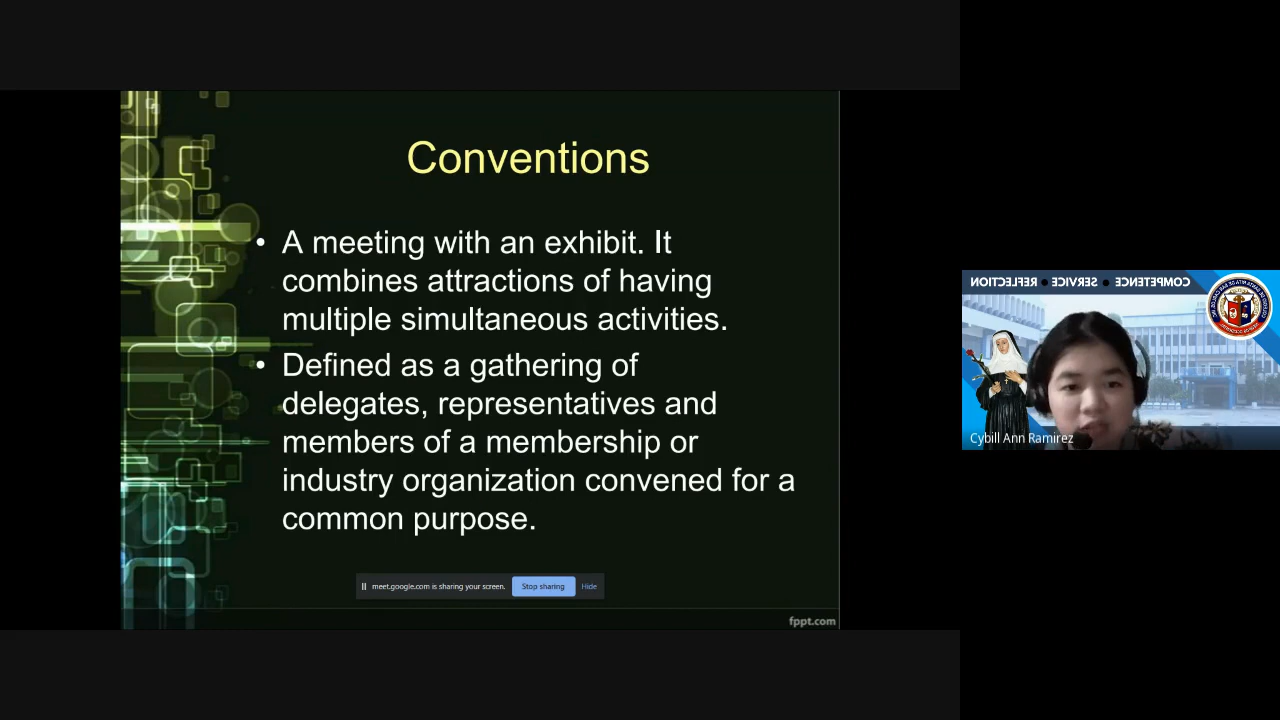 Conventions
• A meeting with an exhibit. It
combines attractions of having
multiple simultaneous activities.
• Defined as a gathering of
delegates, representatives and
members of a membership or
industry organization convened for a
common purpose.
meet.google.com is sharing your screen. Stop sharing Hide
fppt.com
COMPETENCE • SERVICE • REFLECTION
Cybill Ann Ramirez